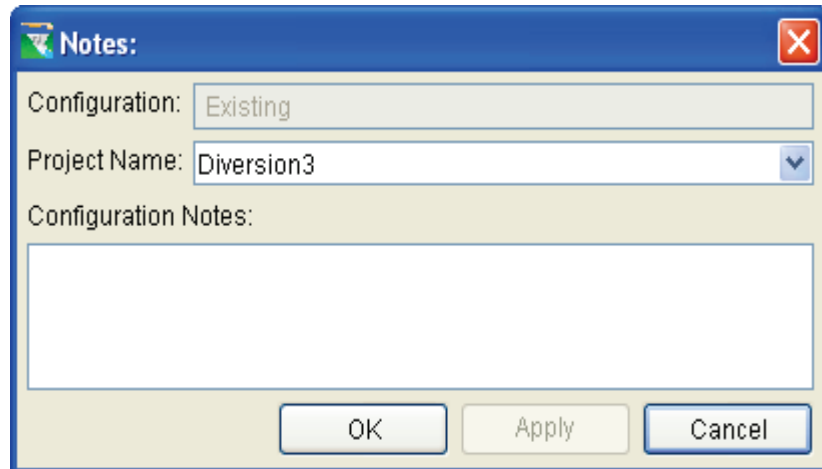 Notes:
Configuration: Existing
Project Name: Diversion3
Configuration Notes:
OK Apply Cancel